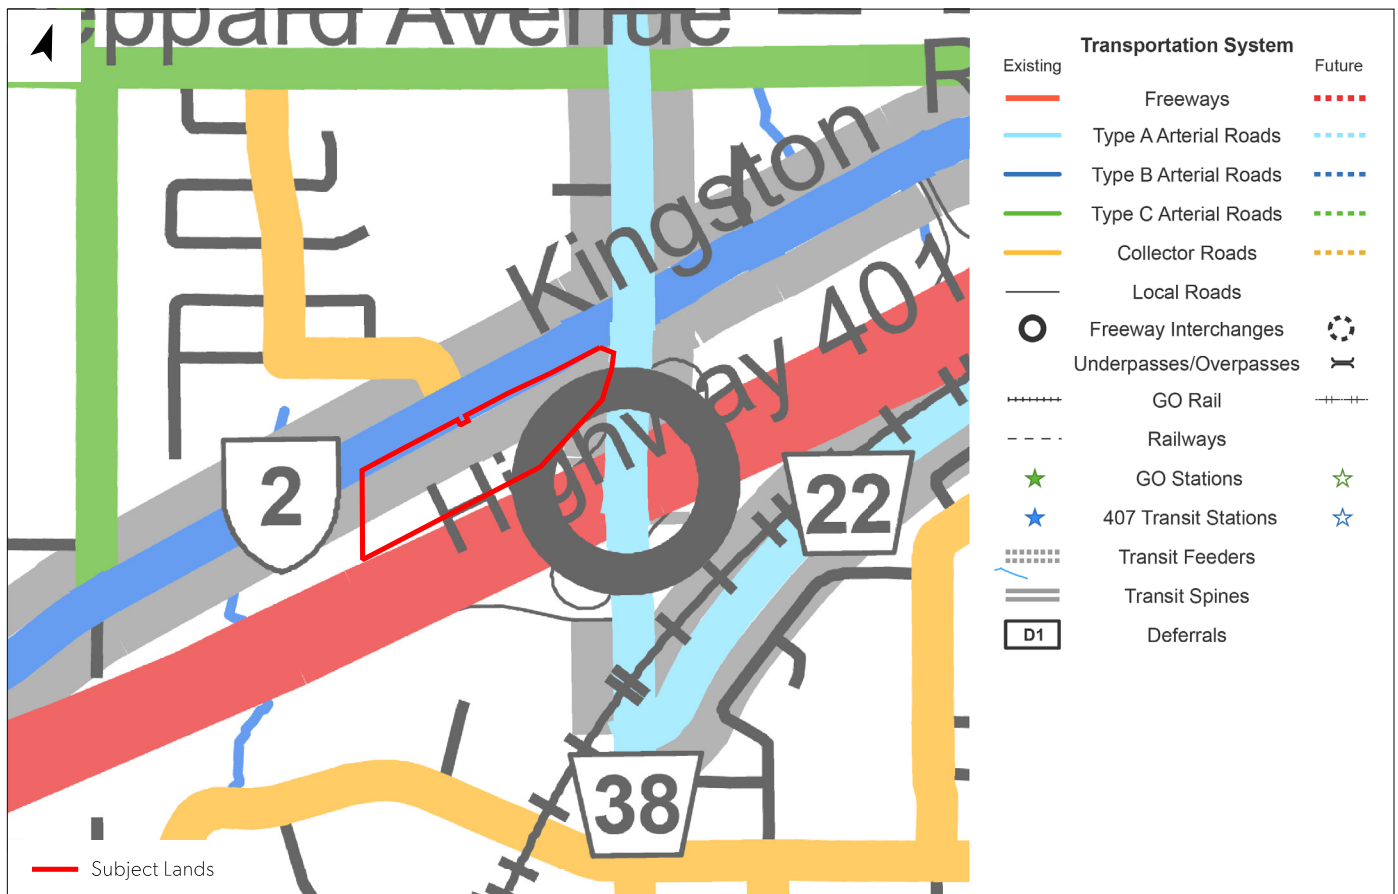 Avenue
Kingston
R
Highway 401
2
22
38
Subject Lands
Transportation System
Existing
Future
Freeways
Type A Arterial Roads
Type B Arterial Roads
Type C Arterial Roads
Collector Roads
Local Roads
Freeway Interchanges
Underpasses/Overpasses
GO Rail
Railways
GO Stations
407 Transit Stations
Transit Feeders
Transit Spines
D1
Deferrals